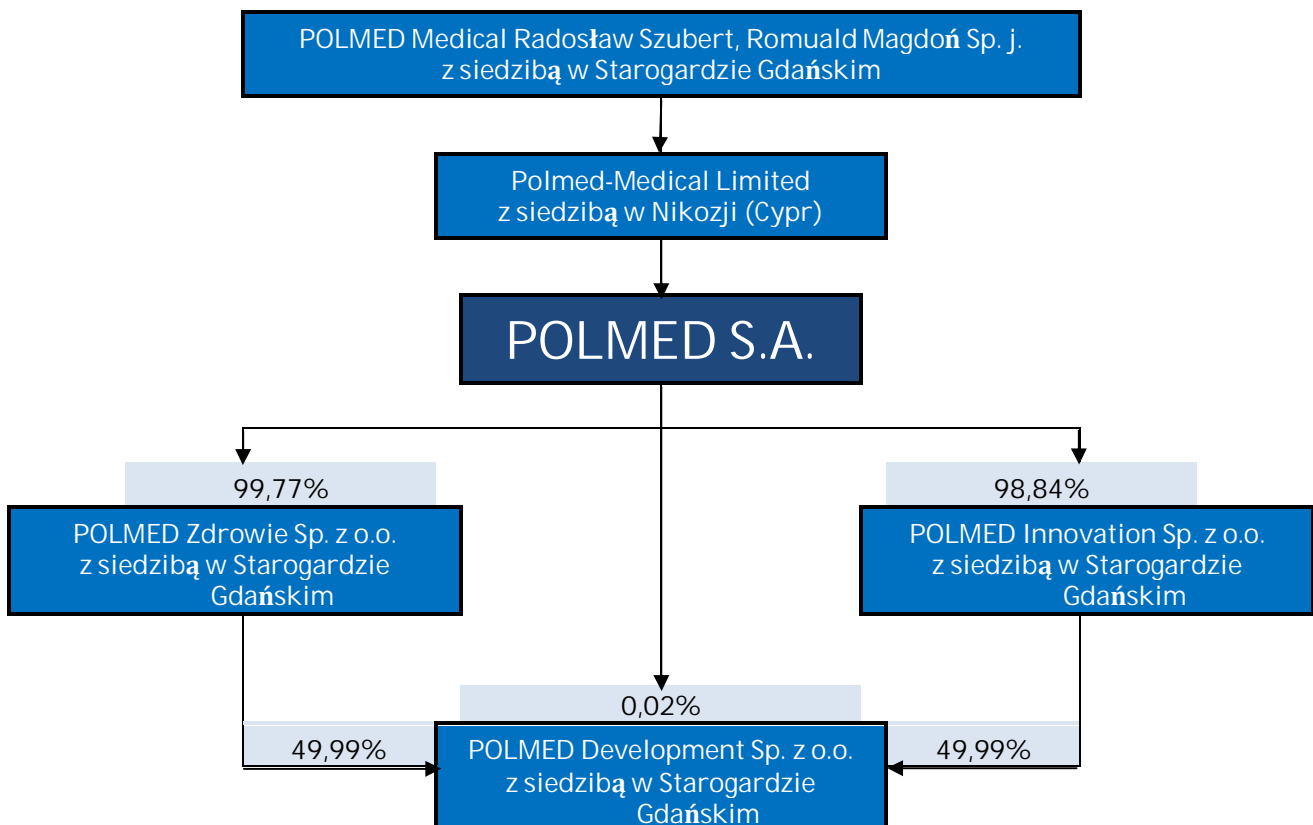 POLMED Medical Radosław Szubert, Romuald Magdoń Sp. j.
z siedzibą w Starogardzie Gdańskim
Polmed-Medical Limited
z siedzibą w Nikozji (Cypr)
POLMED S.A.
99,77%
98,84%
POLMED Zdrowie Sp. z o.o.
z siedzibą w Starogardzie
Gdańskim
POLMED Innovation Sp. z o.o.
z siedzibą w Starogardzie
Gdańskim
0,02%
49,99%
POLMED Development Sp. z o.o.
z siedzibą w Starogardzie
Gdańskim
49,99%